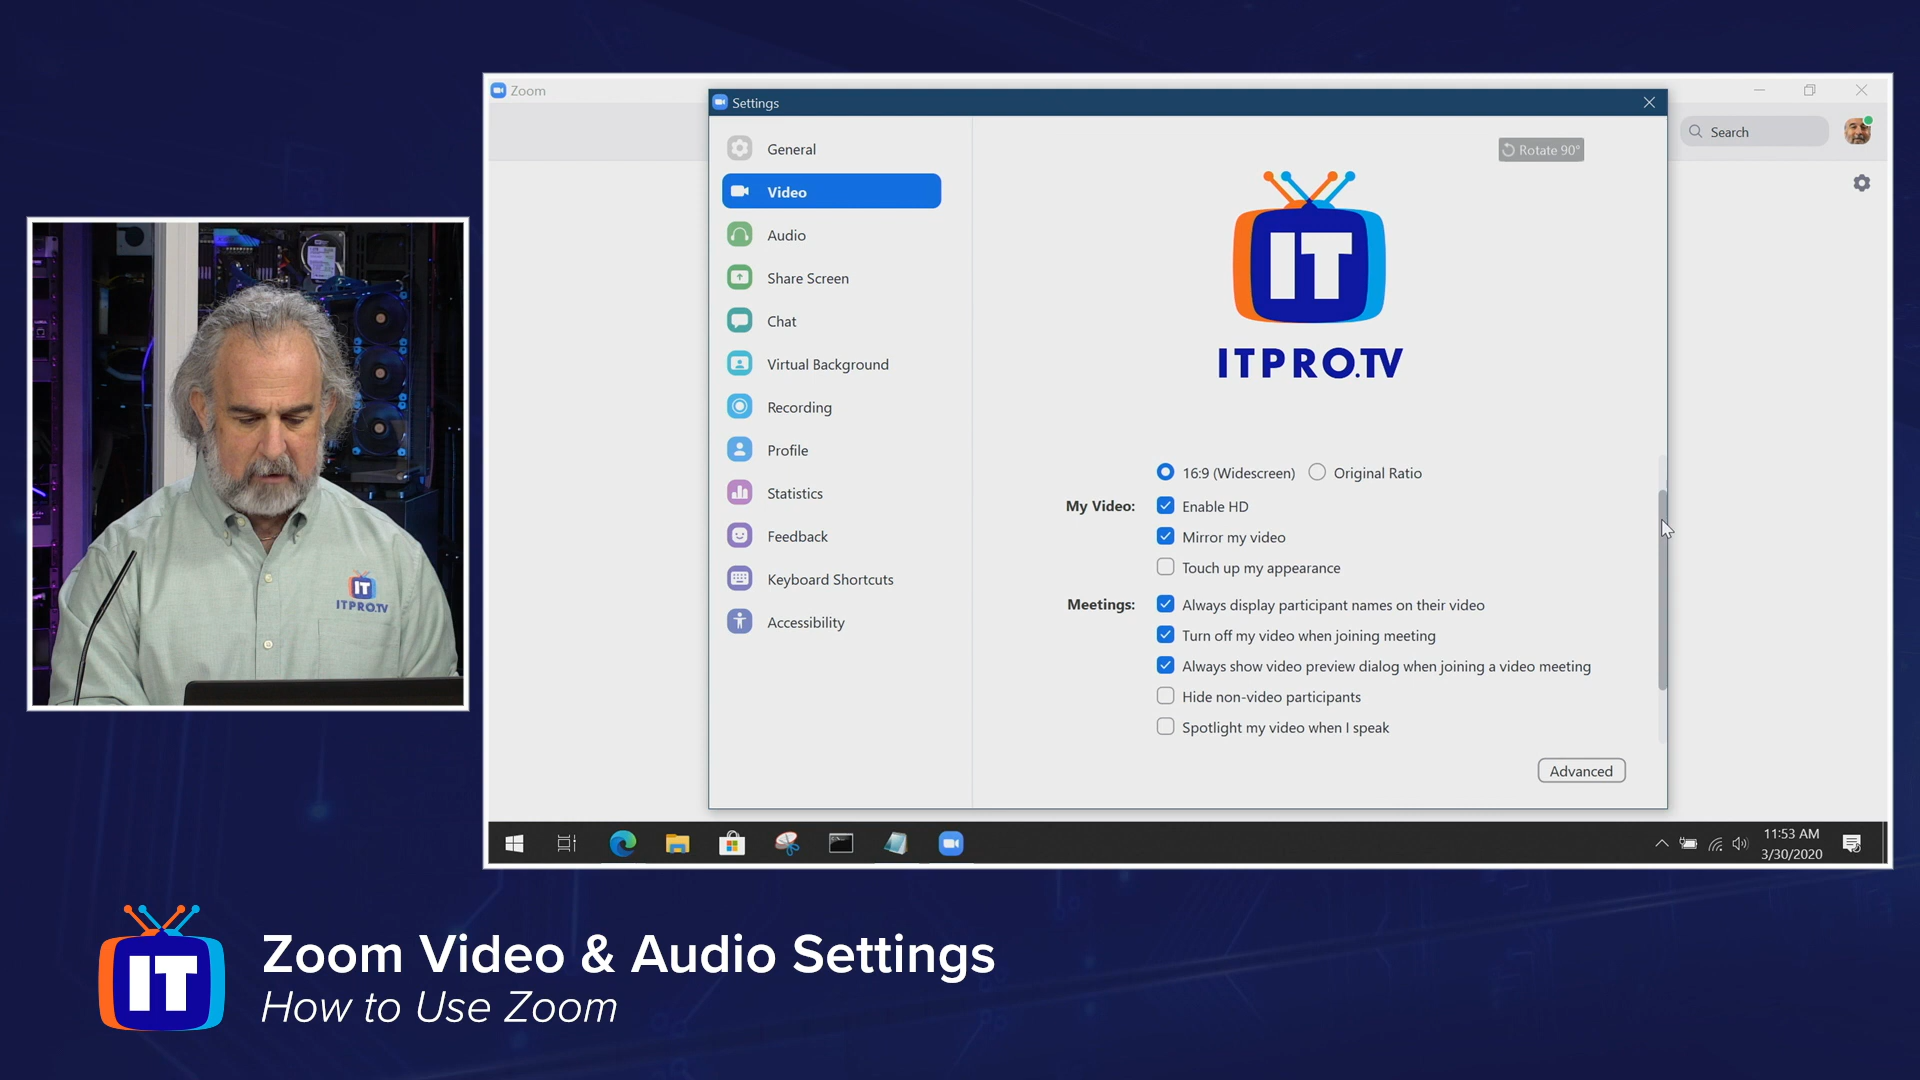 Zoom
Settings
Search
General
Video
Audio
Share Screen
Chat
Virtual Background
Recording
Profile
Statistics
Feedback
Keyboard Shortcuts
Accessibility
Rotate 90°
IT
ITPRO.TV
16:9 (Widescreen) Original Ratio
My Video: Enable HD
Mirror my video
Touch up my appearance
Meetings: Always display participant names on their video
Turn off my video when joining meeting
Always show video preview dialog when joining a video meeting
Hide non-video participants
Spotlight my video when I speak
Advanced
11:53 AM
3/30/2020
IT
ITPRO.TV
IT
Zoom Video & Audio Settings
How to Use Zoom